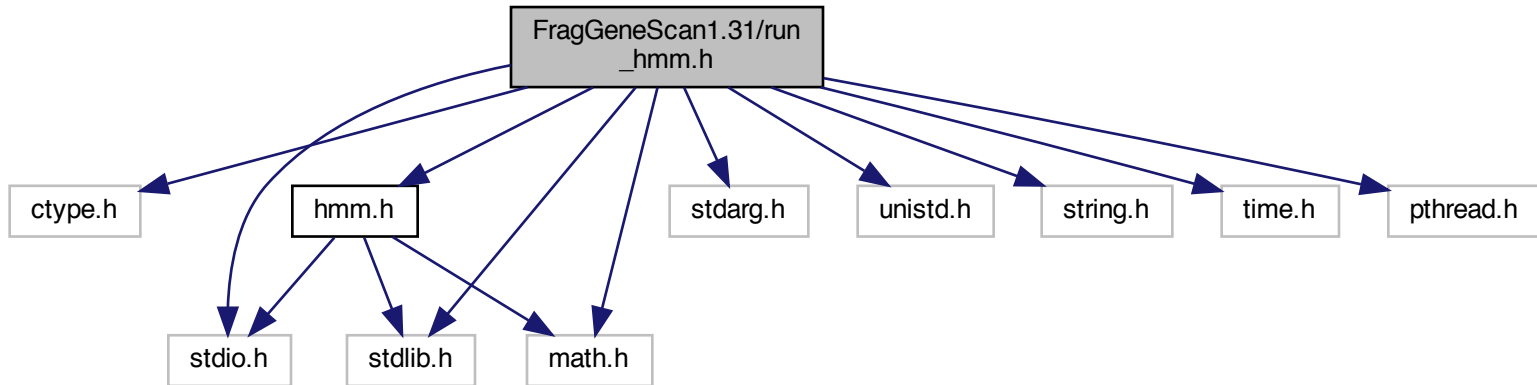 FragGeneScan1.31/run
_hmm.h
ctype.h
hmm.h
stdarg.h
unistd.h
string.h
time.h
pthread.h
stdio.h
stdlib.h
math.h